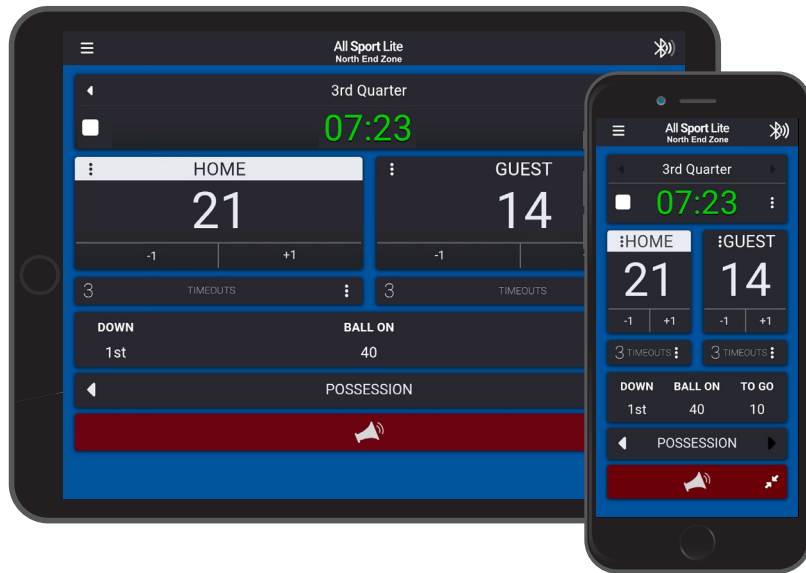 All Sport Lite
North End Zone
3rd Quarter
07:23
HOME GUEST
21 14
-1 +1 -1
3 TIMEOUTS 3 TIMEOUTS
DOWN BALL ON
1st 40
POSSESSION
All Sport Lite
North End Zone
3rd Quarter
07:23
HOME GUEST
21 14
-1 +1 -1 +1
3 TIMEOUTS 3 TIMEOUTS
DOWN BALL ON TO GO
1st 40 10
POSSESSION